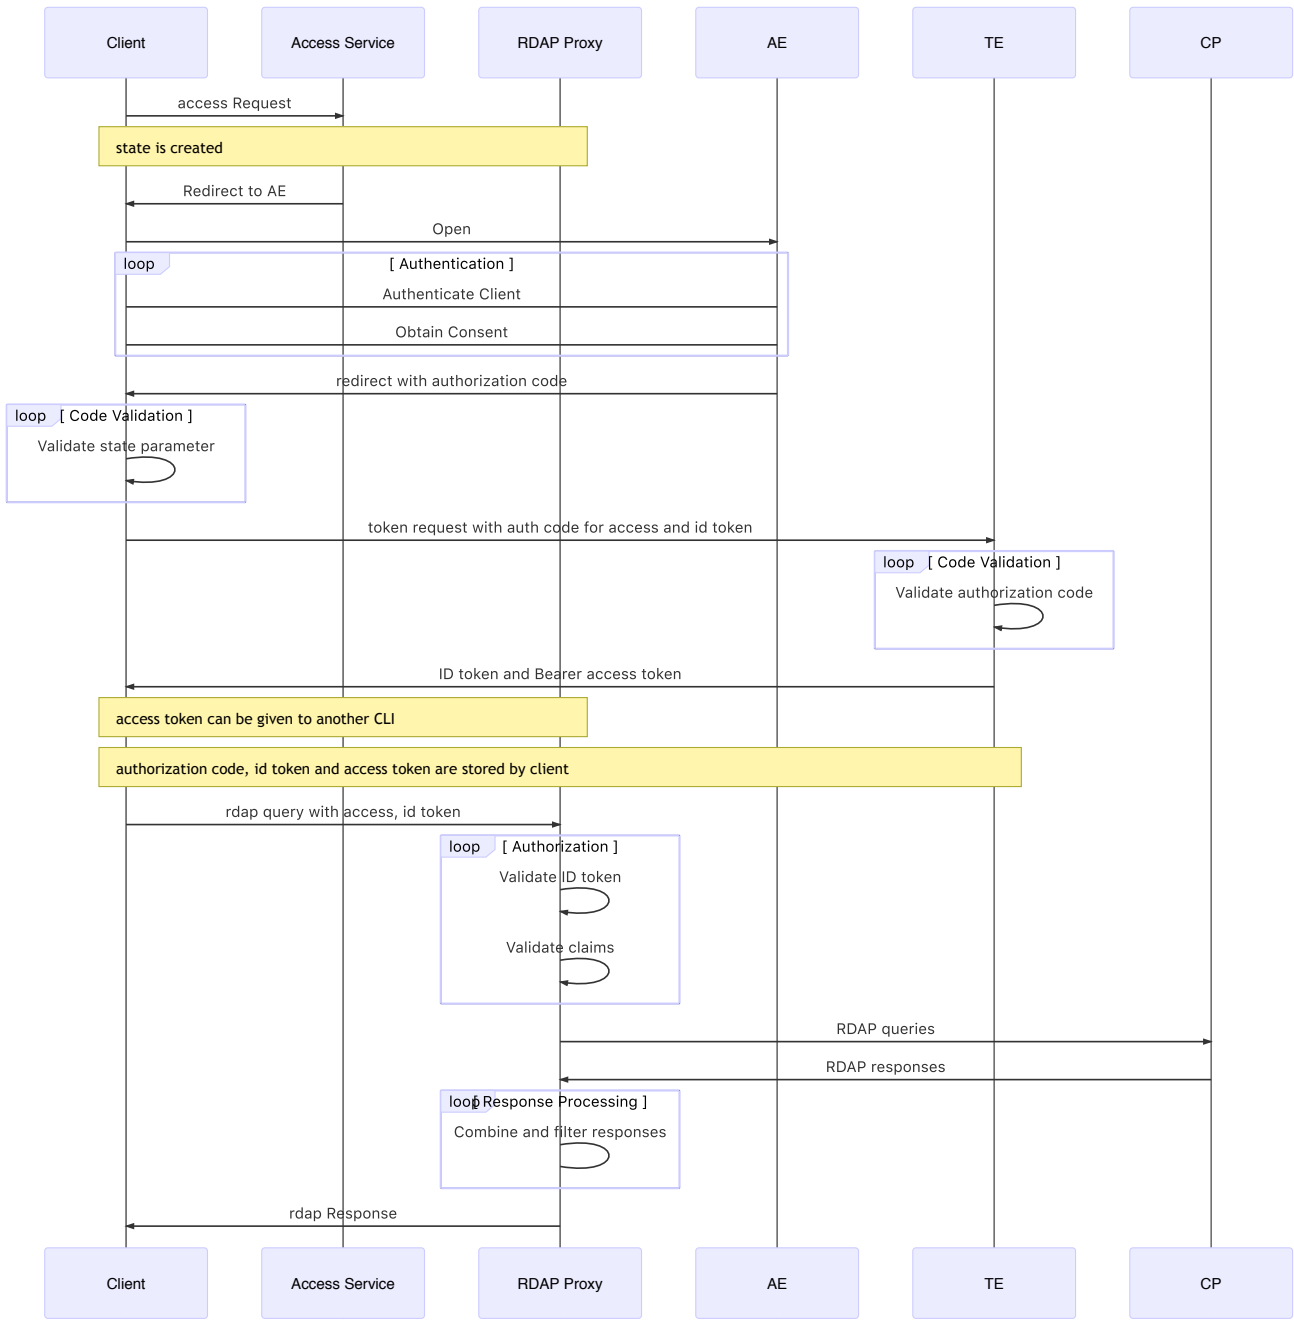 Client
Access Service
RDAP Proxy
AE
TE
CP
access Request
state is created
Redirect to AE
Open
loop
[ Authentication ]
Authenticate Client
Obtain Consent
redirect with authorization code
loop
[ Code Validation ]
Validate state parameter
token request with auth code for access and id token
loop
[ Code Validation ]
Validate authorization code
ID token and Bearer access token
access token can be given to another CLI
authorization code, id token and access token are stored by client
rdap query with access, id token
loop
[ Authorization ]
Validate ID token
Validate claims
RDAP queries
RDAP responses
loop
[ Response Processing ]
Combine and filter responses
rdap Response
Client
Access Service
RDAP Proxy
AE
TE
CP